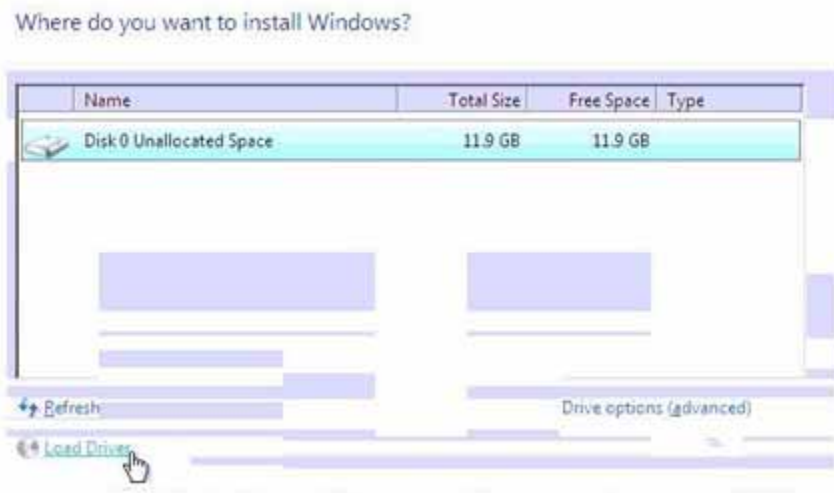 Where do you want to install Windows?
Name Total Size Free Space Type
Disk 0 Unallocated Space 11.9 GB 11.9 GB
Refresh Drive options (advanced)
Load Driver